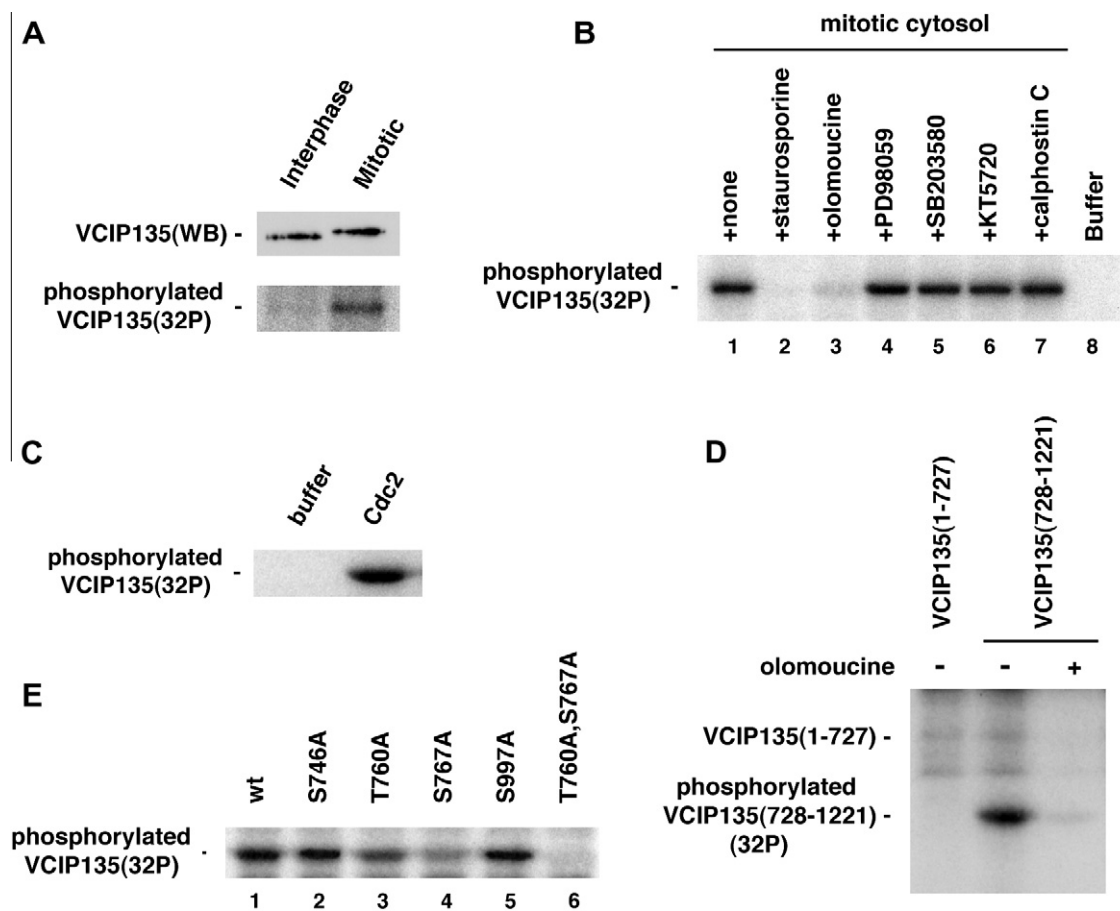 A
Interphase
Mitotic
VCIP135(WB) -
phosphorylated
VCIP135(32P) -
B
mitotic cytosol
+none
+staurosporine
+olomoucine
+PD98059
+SB203580
+KT5720
+calphostin C
Buffer
phosphorylated
VCIP135(32P) -
1 2 3 4 5 6 7 8
C
buffer
Cdc2
phosphorylated
VCIP135(32P) -
D
VCIP135(1-727)
VCIP135(728-1221)
olomoucine - - +
VCIP135(1-727) -
phosphorylated
VCIP135(728-1221) -
(32P)
E
wt
S746A
T760A
S767A
S997A
T760A,S767A
phosphorylated
VCIP135(32P) -
1 2 3 4 5 6